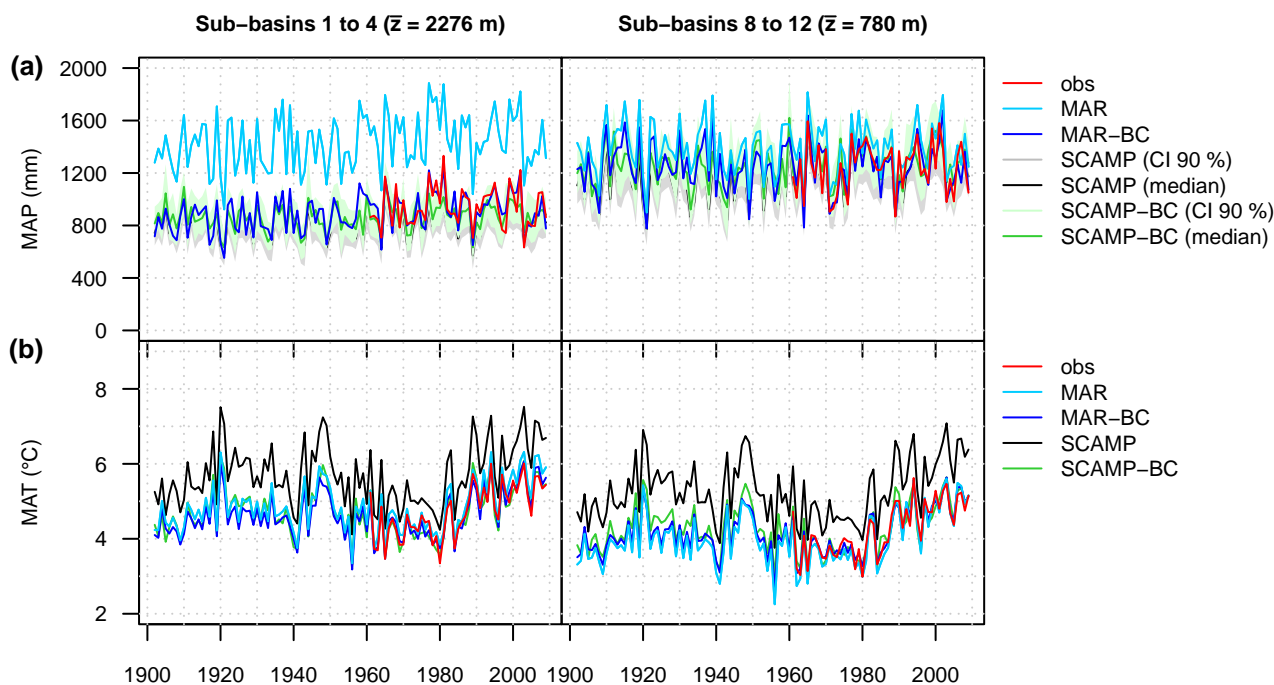 Sub−basins 1 to 4 (z̅ = 2276 m)
Sub−basins 8 to 12 (z̅ = 780 m)
(a)
MAP (mm)
2000
1600
1200
800
400
0
obs
MAR
MAR−BC
SCAMP (CI 90 %)
SCAMP (median)
SCAMP−BC (CI 90 %)
SCAMP−BC (median)
(b)
MAT (°C)
8
6
4
2
obs
MAR
MAR−BC
SCAMP
SCAMP−BC
1900 1920 1940 1960 1980 2000 1900 1920 1940 1960 1980 2000